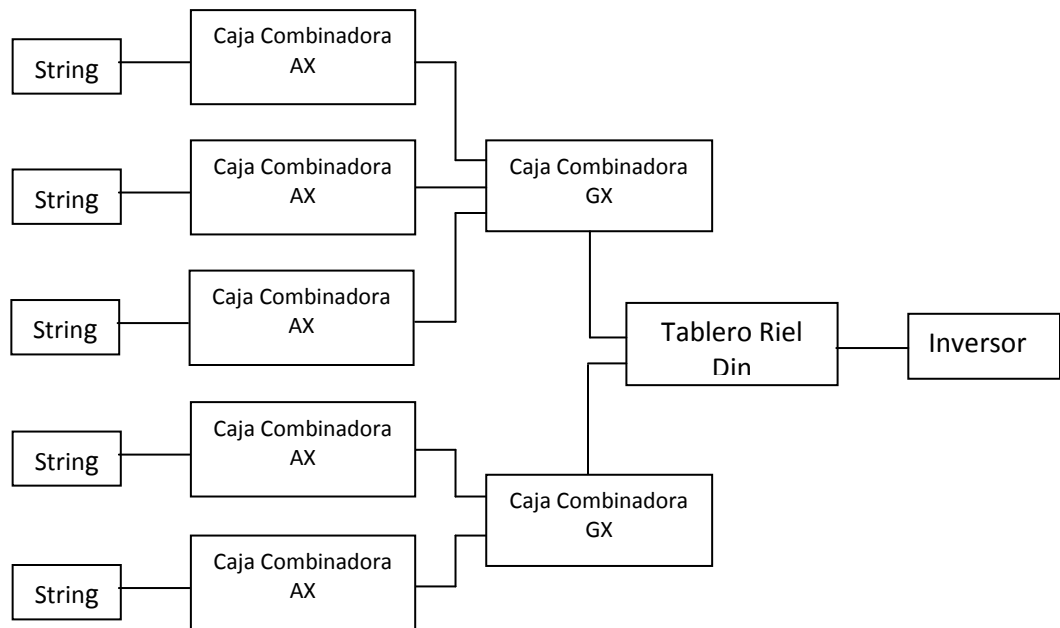 String
Caja Combinadora
AX
String
Caja Combinadora
AX
String
Caja Combinadora
AX
Caja Combinadora
GX
String
Caja Combinadora
AX
String
Caja Combinadora
AX
Caja Combinadora
GX
Tablero Riel
Din
Inversor